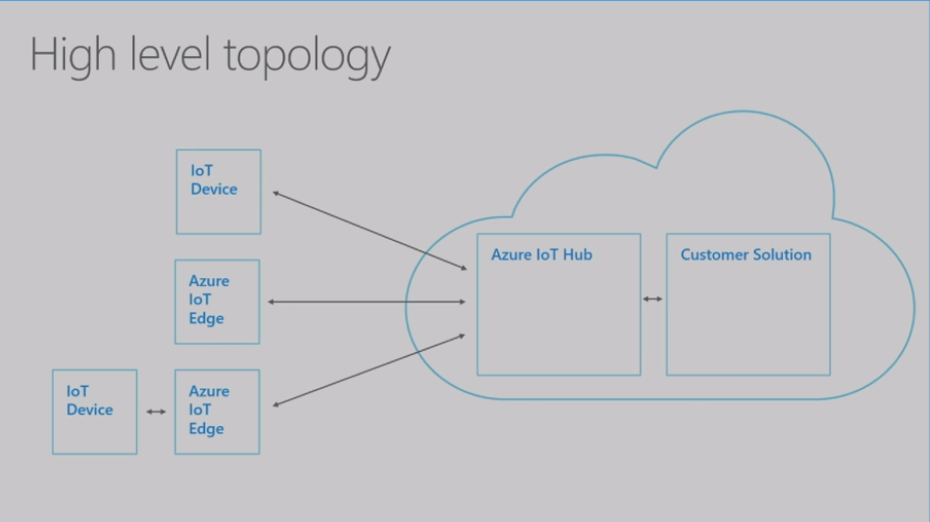 High level topology
IoT
Device
Azure IoT Hub
Customer Solution
Azure
IoT
Edge
IoT
Device
Azure
IoT
Edge